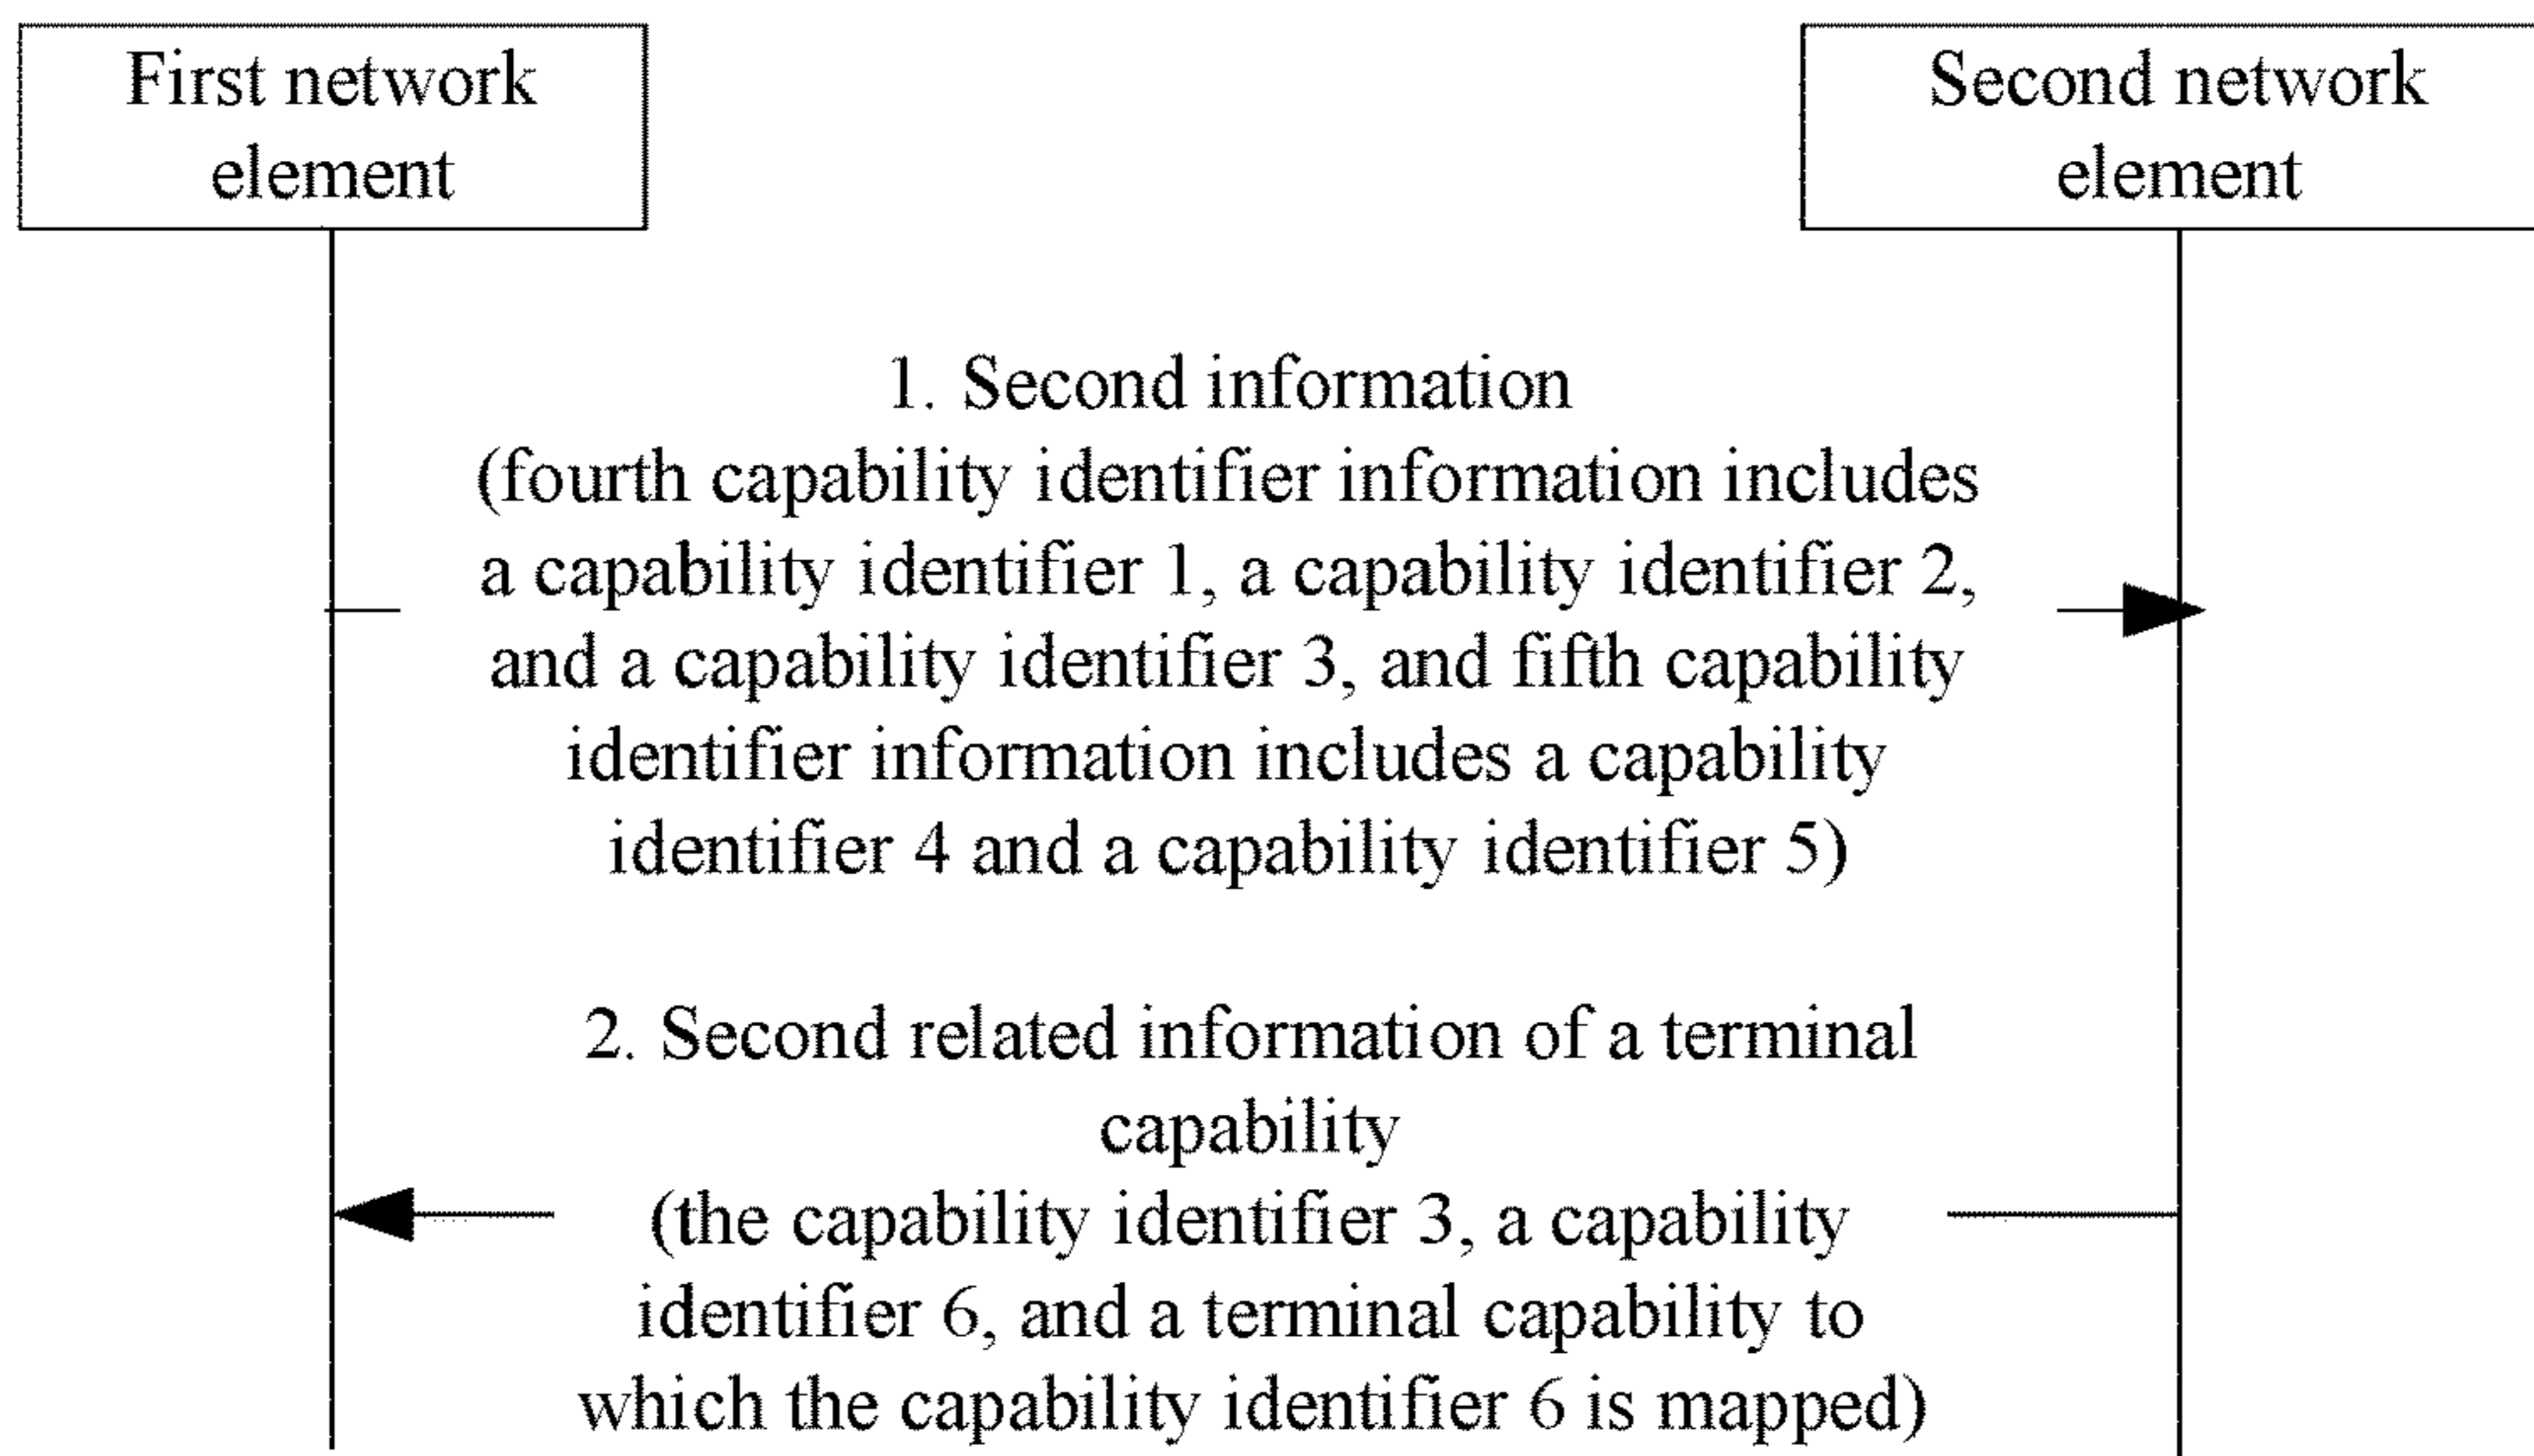 First network
element
Second network
element
1. Second information
(fourth capability identifier information includes
a capability identifier 1, a capability identifier 2,
and a capability identifier 3, and fifth capability
identifier information includes a capability
identifier 4 and a capability identifier 5)
2. Second related information of a terminal
capability
(the capability identifier 3, a capability
identifier 6, and a terminal capability to
which the capability identifier 6 is mapped)